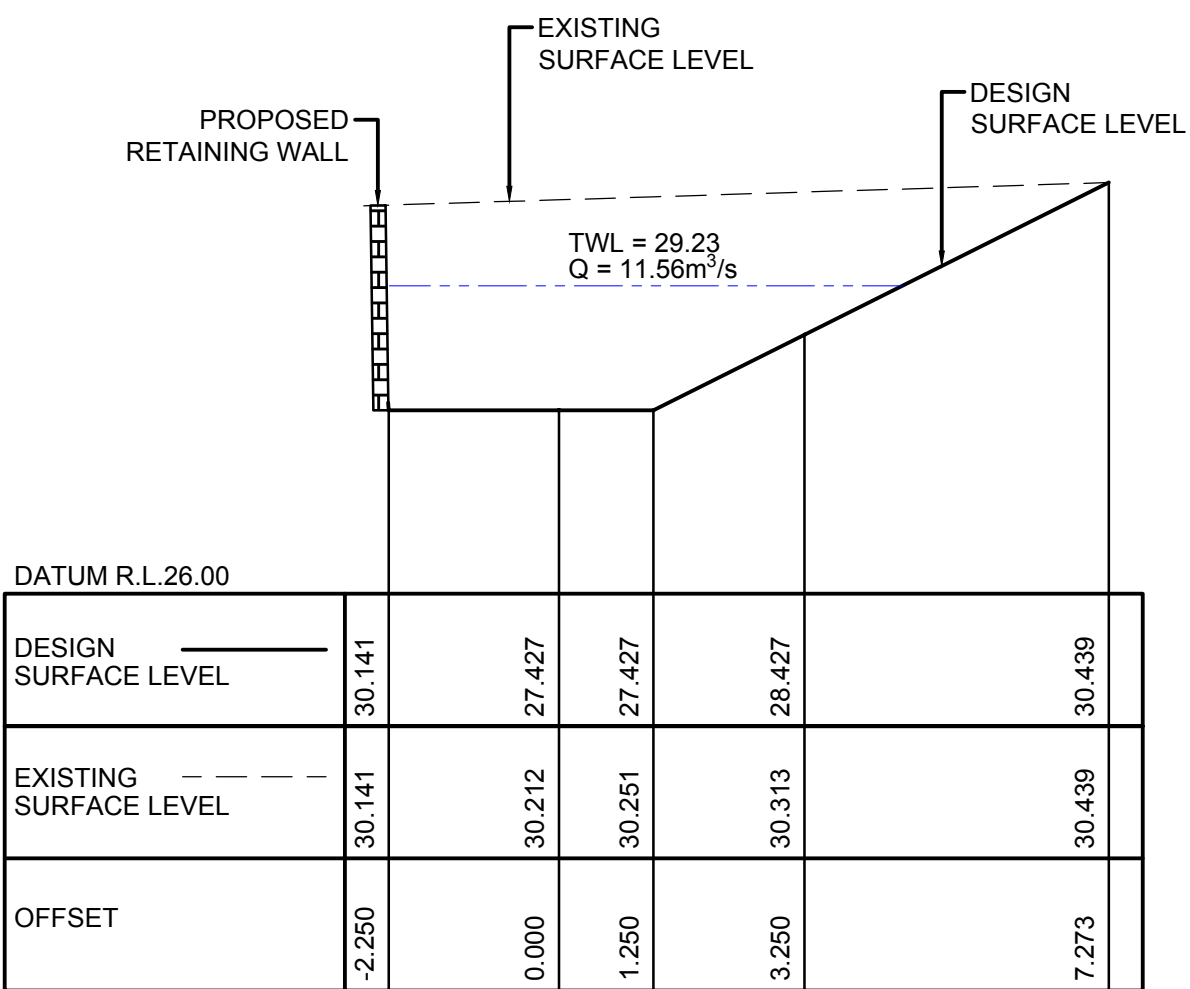 EXISTING
SURFACE LEVEL
DESIGN
SURFACE LEVEL
PROPOSED
RETAINING WALL
TWL = 29.23
Q = 11.56m³/s
DATUM R.L.26.00
DESIGN
SURFACE LEVEL
30.141 27.427 27.427 28.427 30.439
EXISTING
SURFACE LEVEL
30.141 30.212 30.251 30.313 30.439
OFFSET
-2.250 0.000 1.250 3.250 7.273